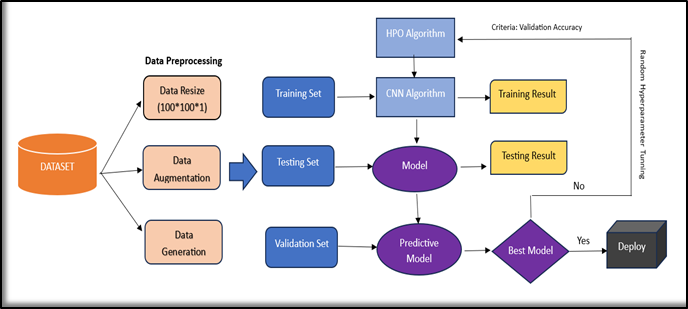 HPO Algorithm
Criteria: Validation Accuracy
Data Preprocessing
Data Resize
(100*100*1)
Training Set
CNN Algorithm
Training Result
Random Hyperparameter Tunning
DATASET
Data
Augmentation
Testing Set
Model
Testing Result
No
Data
Generation
Validation Set
Predictive
Model
Best Model
Yes
Deploy